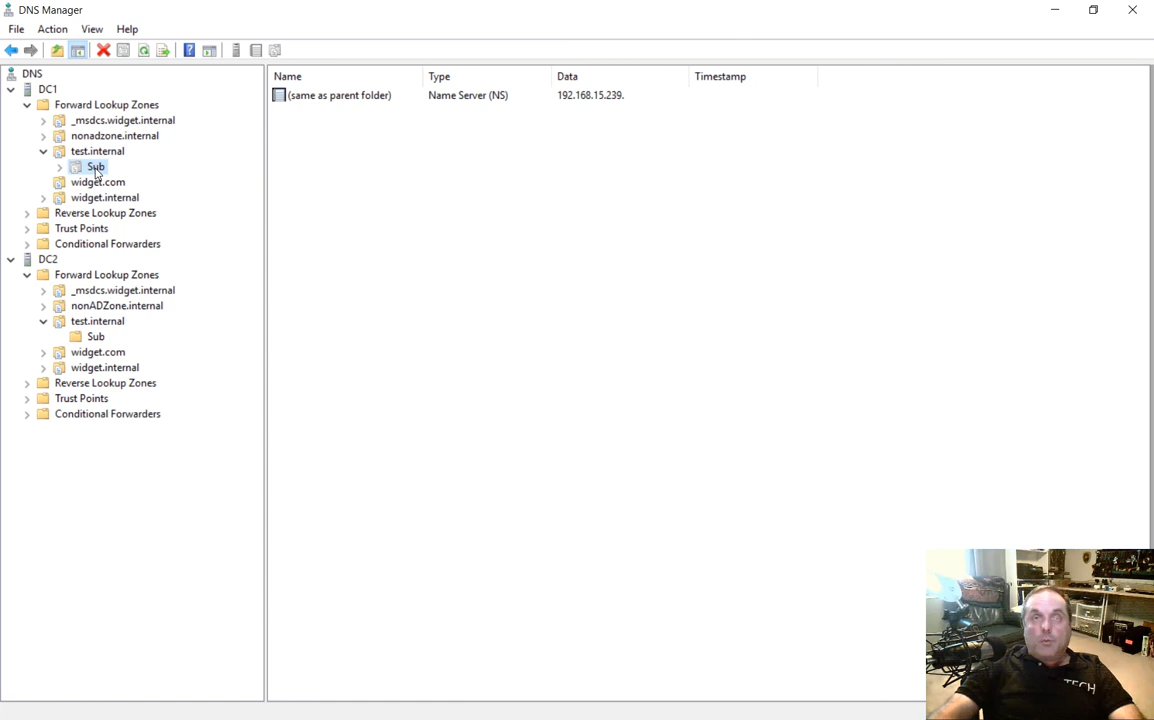 DNS Manager
File Action View Help
DNS
DC1
Forward Lookup Zones
_msdcs.widget.internal
nonadzone.internal
test.internal
Sub
widget.com
widget.internal
Reverse Lookup Zones
Trust Points
Conditional Forwarders
DC2
Forward Lookup Zones
_msdcs.widget.internal
nonADZone.internal
test.internal
Sub
widget.com
widget.internal
Reverse Lookup Zones
Trust Points
Conditional Forwarders
Name Type Data Timestamp
(same as parent folder) Name Server (NS) 192.168.15.239.
TECH